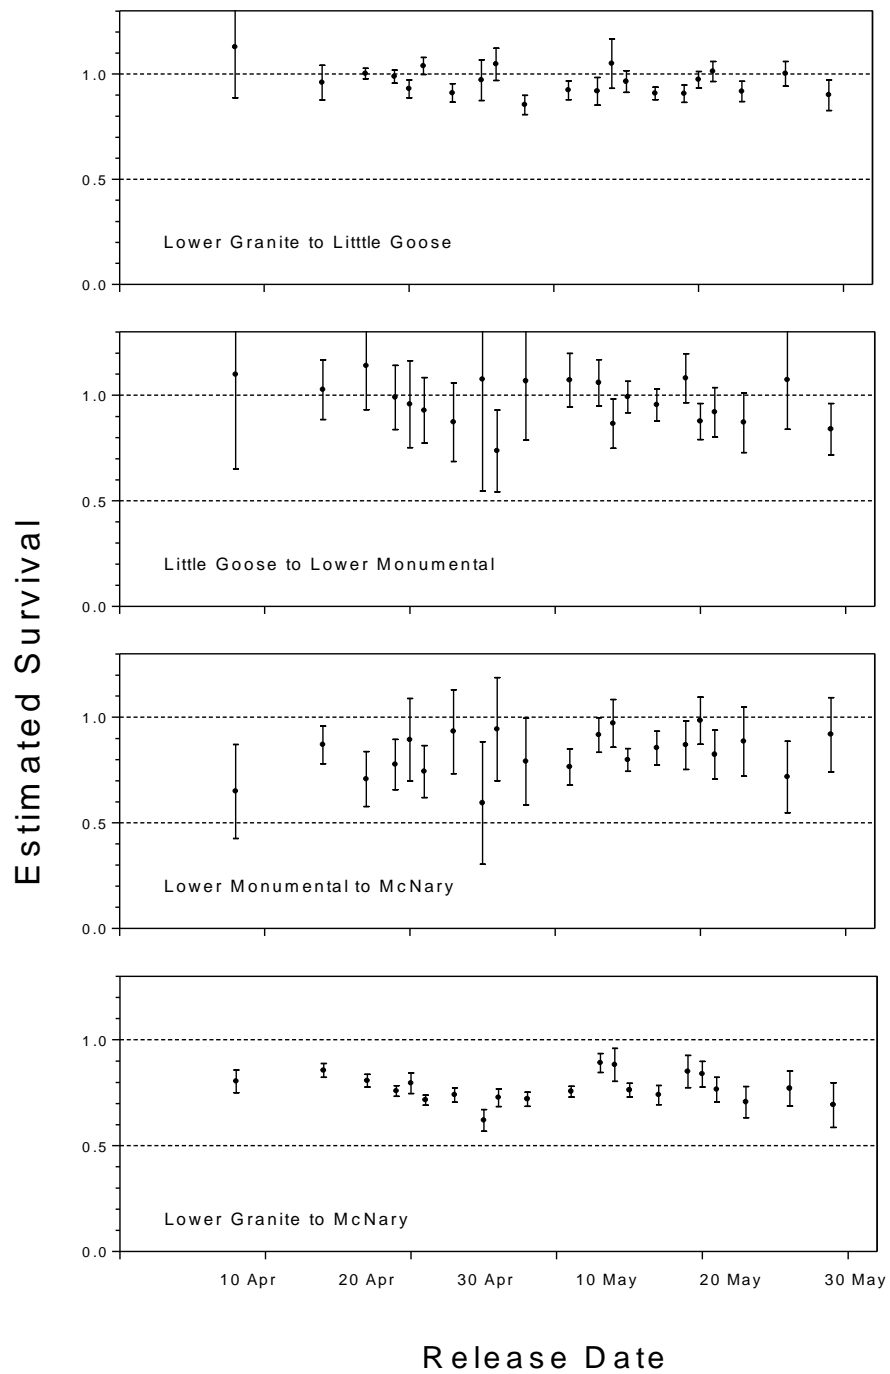 1.0
0.5
Lower Granite to Litttle Goose
0.0
1.0
0.5
Little Goose to Lower Monumental
0.0
Estimated Survival
1.0
0.5
Lower Monumental to McNary
0.0
1.0
0.5
Lower Granite to McNary
0.0
10 Apr 20 Apr 30 Apr 10 May 20 May 30 May
Release Date